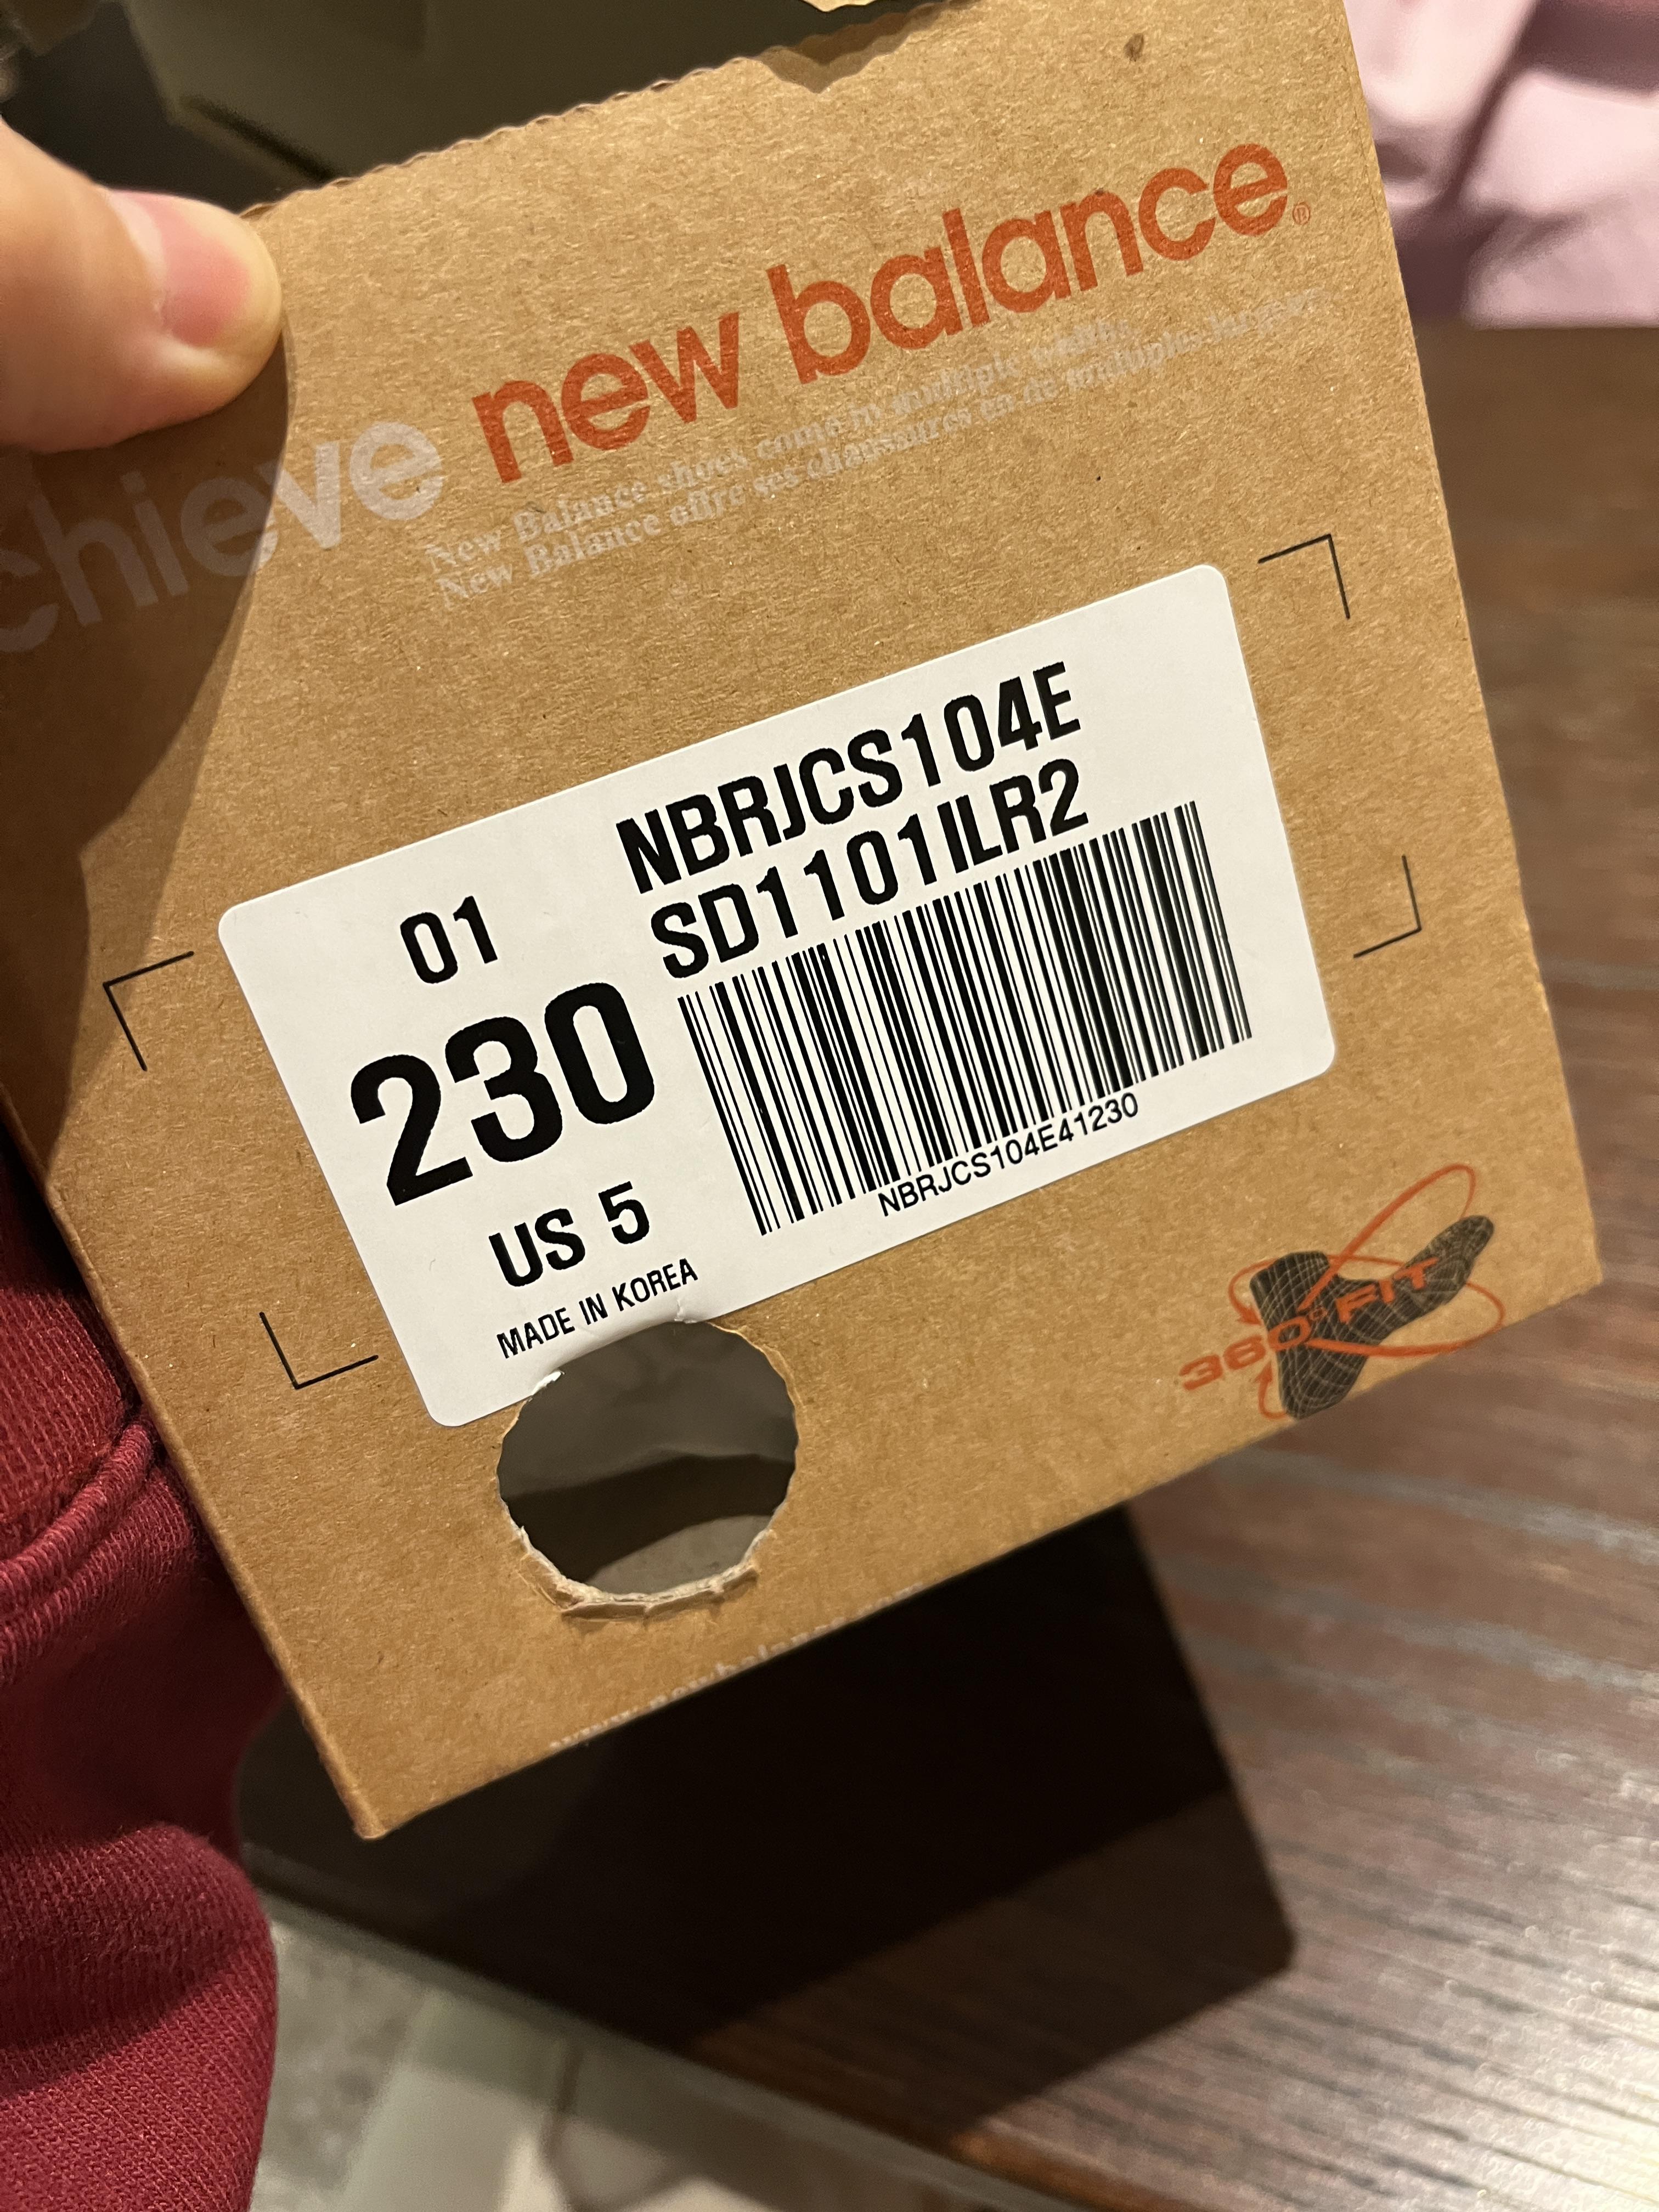 new balance®
chieve
New Balance shoes come in multiple widths.
New Balance offre ses chaussures en de multiples largeurs.
NBRJCS104E
SD1101ILR2
01
230
US 5
MADE IN KOREA
NBRJCS104E41230
360° FIT